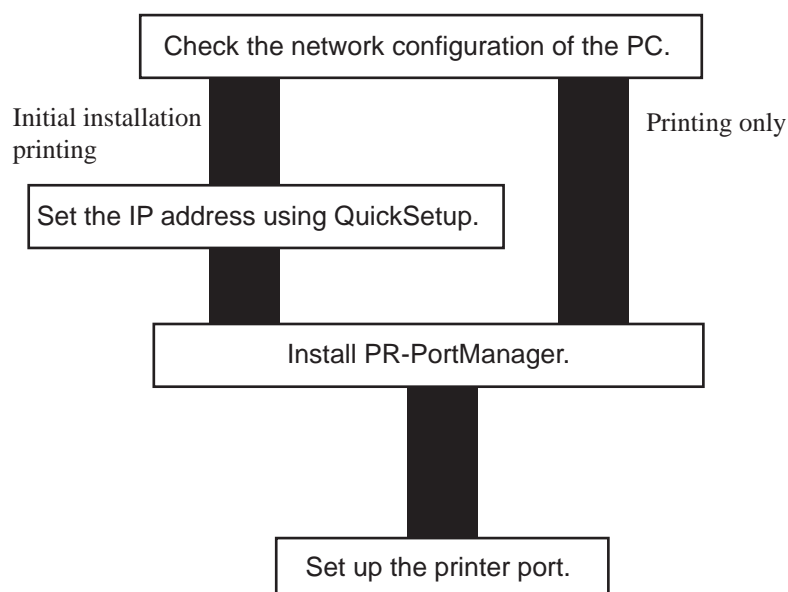 Check the network configuration of the PC.
Initial installation
printing
Printing only
Set the IP address using QuickSetup.
Install PR-PortManager.
Set up the printer port.